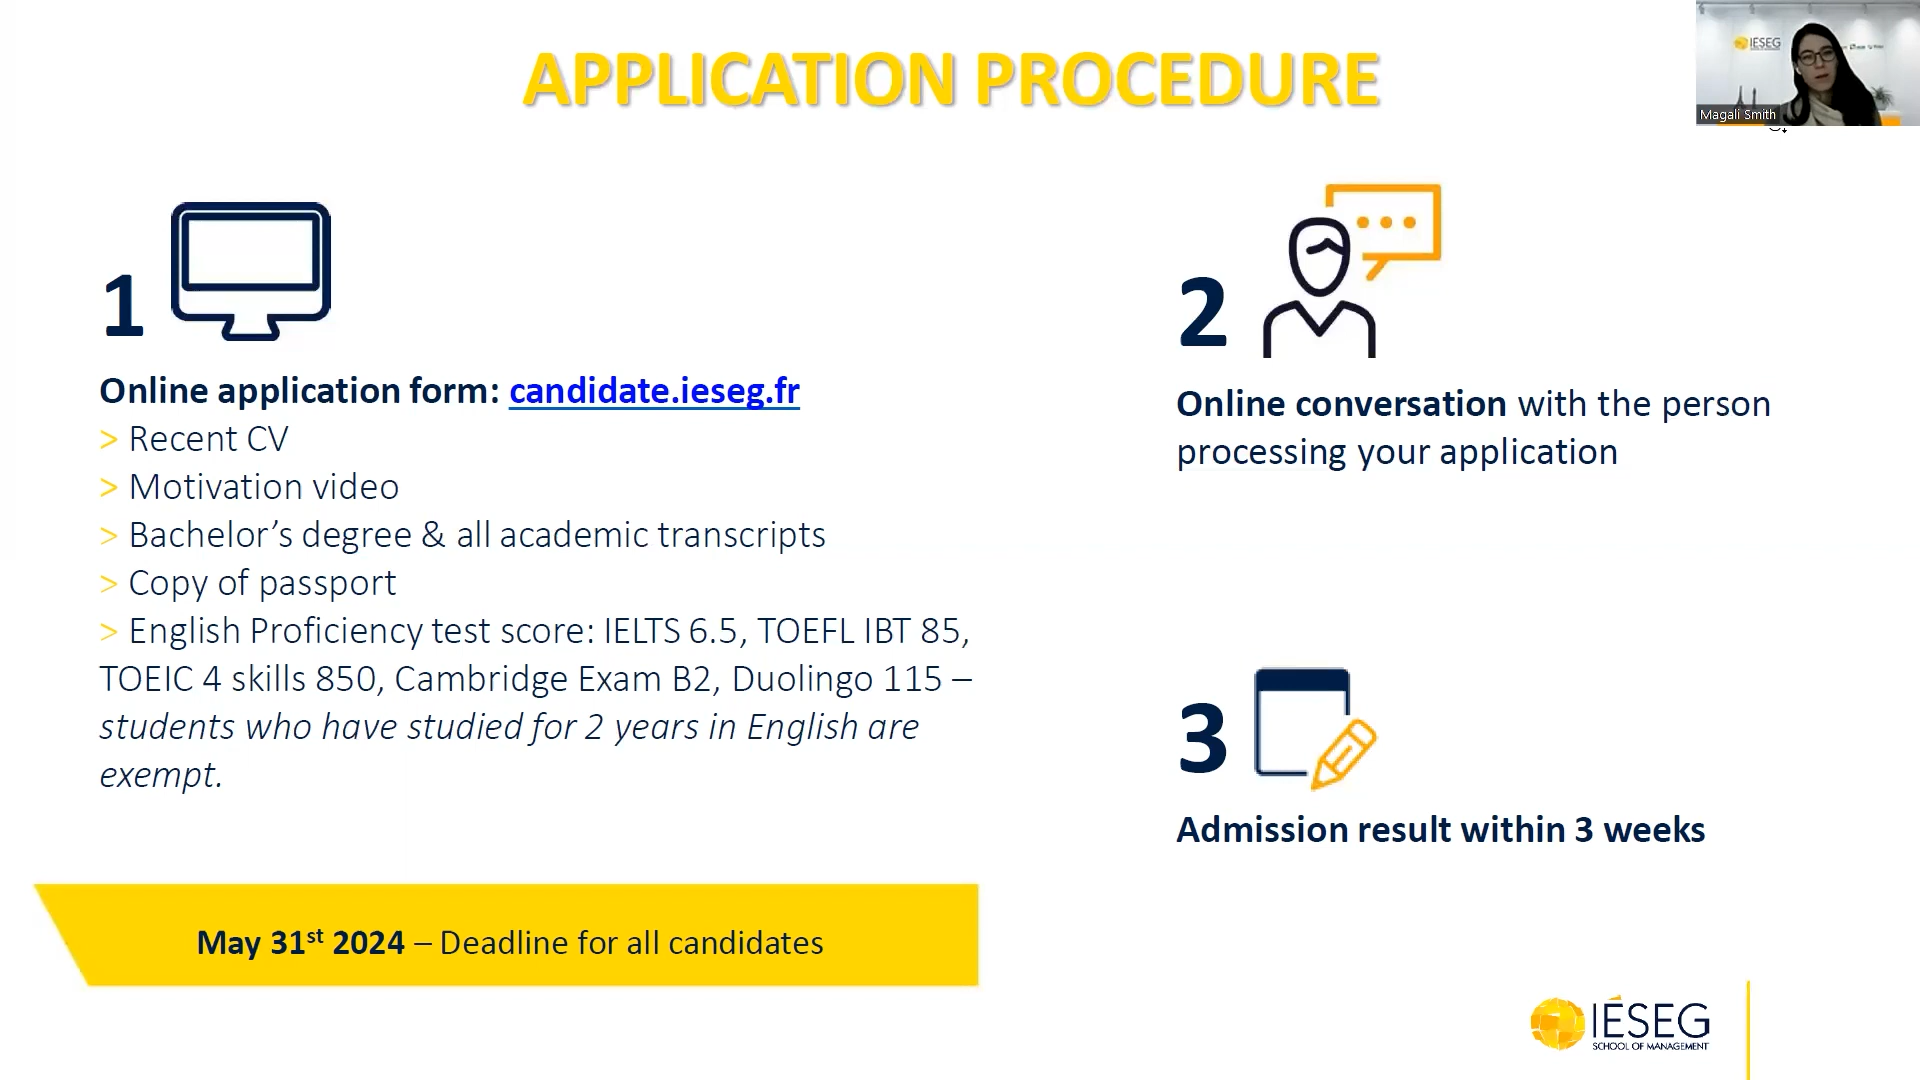 APPLICATION PROCEDURE
IESEG
Magali Smith
1
Online application form: candidate.ieseg.fr
> Recent CV
> Motivation video
> Bachelor’s degree & all academic transcripts
> Copy of passport
> English Proficiency test score: IELTS 6.5, TOEFL IBT 85,
TOEIC 4 skills 850, Cambridge Exam B2, Duolingo 115 –
students who have studied for 2 years in English are
exempt.
May 31st 2024 – Deadline for all candidates
2
Online conversation with the person
processing your application
3
Admission result within 3 weeks
IÉSEG
SCHOOL OF MANAGEMENT